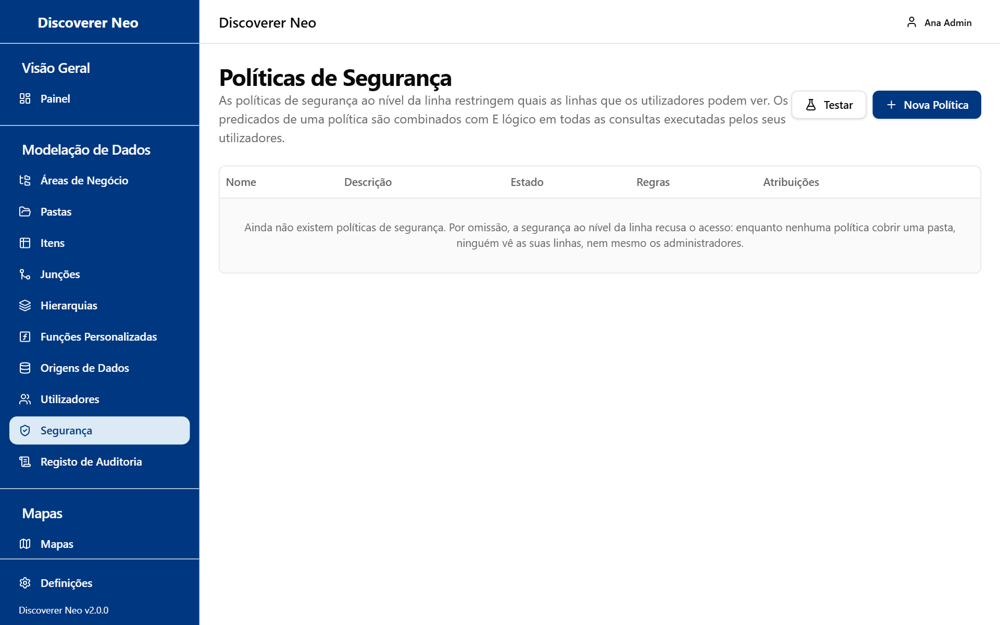 Discoverer Neo
Discoverer Neo
Ana Admin
Visão Geral
Painel
Modelação de Dados
Áreas de Negócio
Pastas
Itens
Junções
Hierarquias
Funções Personalizadas
Origens de Dados
Utilizadores
Segurança
Registo de Auditoria
Mapas
Mapas
Definições
Discoverer Neo v2.0.0
Políticas de Segurança
As políticas de segurança ao nível da linha restringem quais as linhas que os utilizadores podem ver. Os
predicados de uma política são combinados com E lógico em todas as consultas executadas pelos seus
utilizadores.
Testar
Nova Política
Nome Descrição Estado Regras Atribuições
Ainda não existem políticas de segurança. Por omissão, a segurança ao nível da linha recusa o acesso: enquanto nenhuma política cobrir uma pasta,
ninguém vê as suas linhas, nem mesmo os administradores.